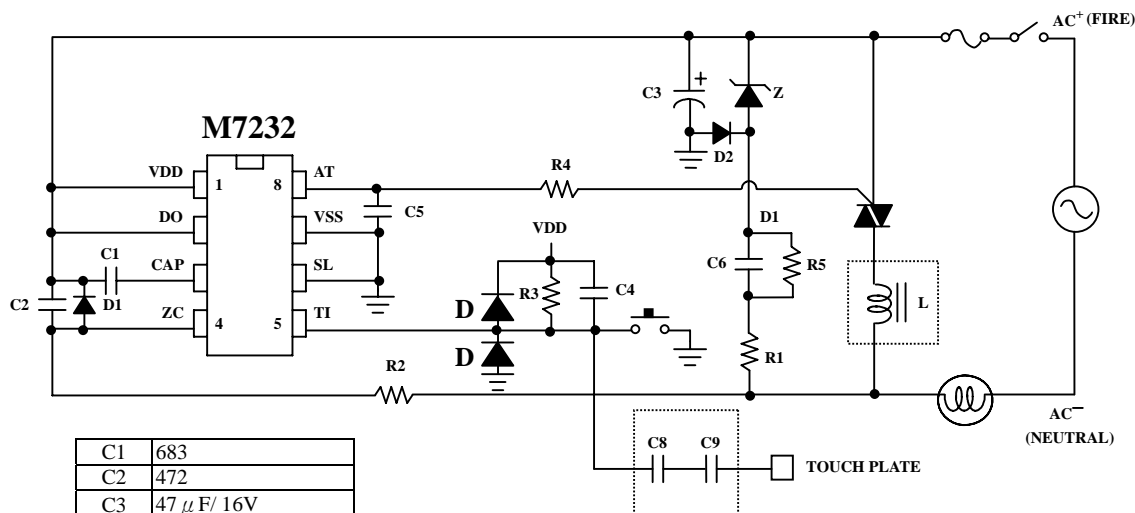 AC+ (FIRE)
C3
+
Z
M7232
D2
VDD
1
8
AT
R4
DO
VSS
C5
VDD
D1
C1
CAP
SL
C6
R5
C2
D1
R3
C4
L
ZC
4
5
TI
D
D
R1
R2
AC—
(NEUTRAL)
C8
C9
TOUCH PLATE
C1 683
C2 472
C3 47 μF/ 16V